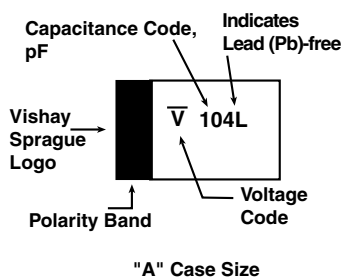 Capacitance Code,
pF
Indicates
Lead (Pb)-free
Vishay
Sprague
Logo
V̅ 104L
Voltage
Code
Polarity Band
"A" Case Size